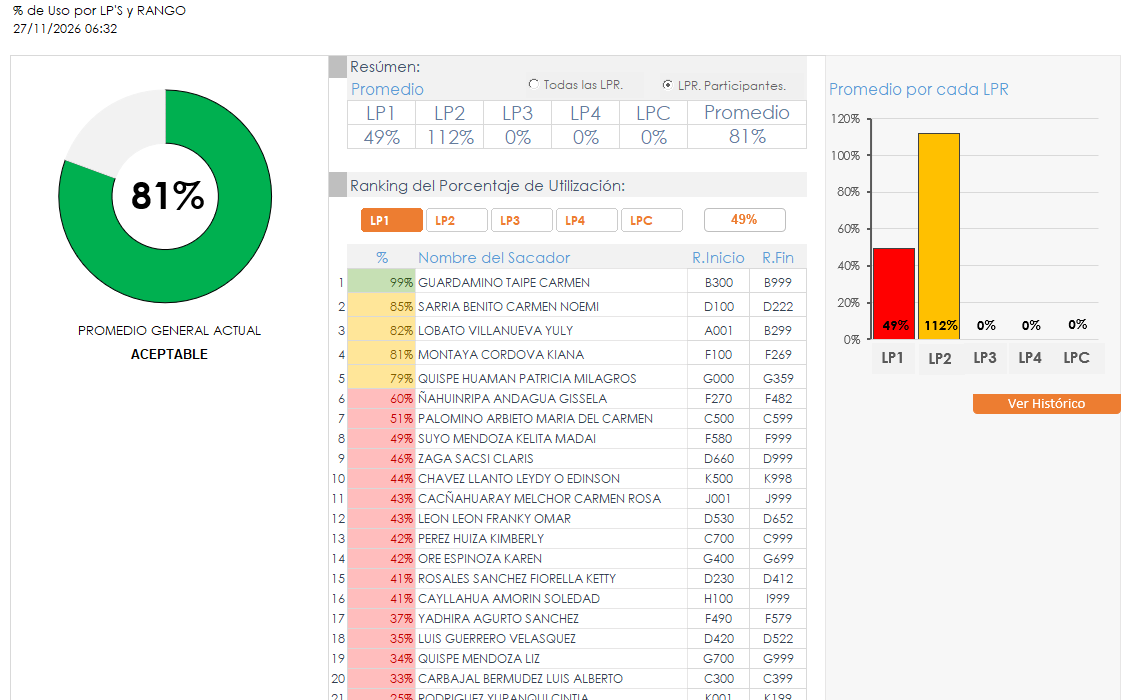 % de Uso por LP'S y RANGO
27/11/2026 06:32
81%
PROMEDIO GENERAL ACTUAL
ACEPTABLE
Resúmen:
Promedio
Todas las LPR.
LPR. Participantes.
LP1 LP2 LP3 LP4 LPC Promedio
49% 112% 0% 0% 0% 81%
Ranking del Porcentaje de Utilización:
LP1 LP2 LP3 LP4 LPC 49%
% Nombre del Sacador R.Inicio R.Fin
1 99% GUARDAMINO TAIPE CARMEN B300 B999
2 85% SARRIA BENITO CARMEN NOEMI D100 D222
3 82% LOBATO VILLANUEVA YULY A001 B299
4 81% MONTAYA CORDOVA KIANA F100 F269
5 79% QUISPE HUAMAN PATRICIA MILAGROS G000 G359
6 60% ÑAHUINRIPA ANDAGUA GISSELA F270 F482
7 51% PALOMINO ARBIETO MARIA DEL CARMEN C500 C599
8 49% SUYO MENDOZA KELITA MADAI F580 F999
9 46% ZAGA SACSI CLARIS D660 D999
10 44% CHAVEZ LLANTO LEYDY O EDINSON K500 K998
11 43% CACÑAHUARAY MELCHOR CARMEN ROSA J001 J999
12 43% LEON LEON FRANKY OMAR D530 D652
13 42% PEREZ HUIZA KIMBERLY C700 C999
14 42% ORE ESPINOZA KAREN G400 G699
15 41% ROSALES SANCHEZ FIORELLA KETTY D230 D412
16 41% CAYLLAHUA AMORIN SOLEDAD H100 I999
17 37% YADHIRA AGURTO SANCHEZ F490 F579
18 35% LUIS GUERRERO VELASQUEZ D420 D522
19 34% QUISPE MENDOZA LIZ G700 G999
20 33% CARBAJAL BERMUDEZ LUIS ALBERTO C300 C399
21 25% RODRIGUEZ YUPANQUI CINTIA K001 K199
Promedio por cada LPR
120%
100%
80%
60%
40%
20%
0%
49% 112% 0% 0% 0%
LP1 LP2 LP3 LP4 LPC
Ver Histórico